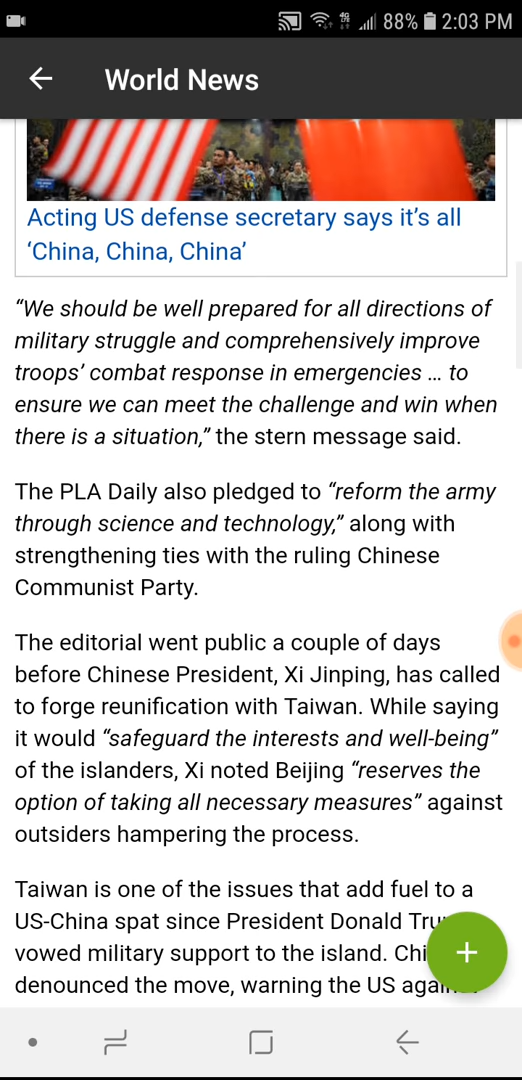 88% 2:03 PM
World News
Acting US defense secretary says it’s all
‘China, China, China’
“We should be well prepared for all directions of
military struggle and comprehensively improve
troops’ combat response in emergencies … to
ensure we can meet the challenge and win when
there is a situation,” the stern message said.
The PLA Daily also pledged to “reform the army
through science and technology,” along with
strengthening ties with the ruling Chinese
Communist Party.
The editorial went public a couple of days
before Chinese President, Xi Jinping, has called
to forge reunification with Taiwan. While saying
it would “safeguard the interests and well-being”
of the islanders, Xi noted Beijing “reserves the
option of taking all necessary measures” against
outsiders hampering the process.
Taiwan is one of the issues that add fuel to a
US-China spat since President Donald
vowed military support to the island.
denounced the move, warning the US